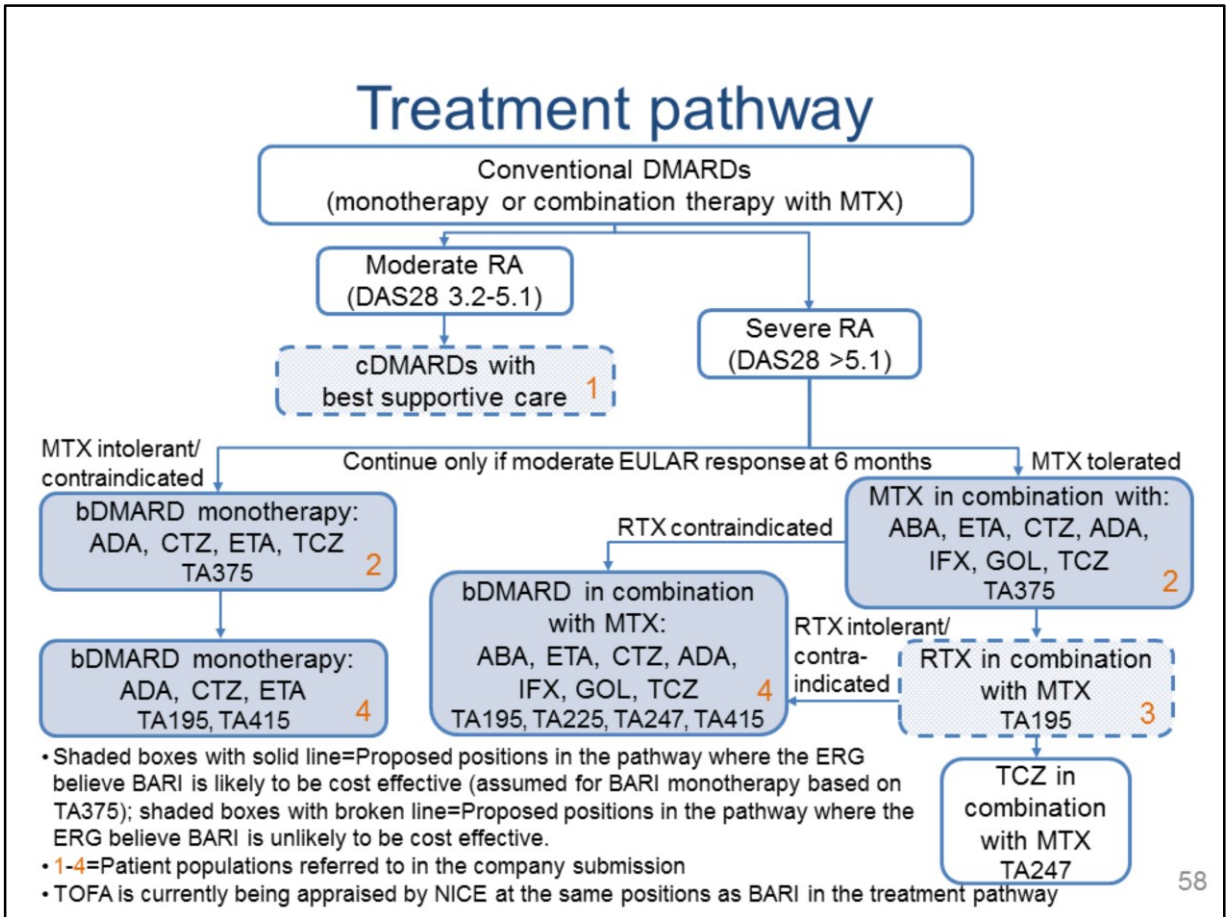 Treatment pathway
Conventional DMARDs
(monotherapy or combination therapy with MTX)
Moderate RA
(DAS28 3.2-5.1)
Severe RA
(DAS28 >5.1)
cDMARDs with
best supportive care
1
MTX intolerant/
contraindicated
Continue only if moderate EULAR response at 6 months
MTX tolerated
bDMARD monotherapy:
ADA, CTZ, ETA, TCZ
TA375
2
RTX contraindicated
MTX in combination with:
ABA, ETA, CTZ, ADA,
IFX, GOL, TCZ
TA375
2
bDMARD monotherapy:
ADA, CTZ, ETA
TA195, TA415
4
bDMARD in combination
with MTX:
ABA, ETA, CTZ, ADA,
IFX, GOL, TCZ
TA195, TA225, TA247, TA415
4
RTX intolerant/
contra-
indicated
RTX in combination
with MTX
TA195
3
TCZ in
combination
with MTX
TA247
• Shaded boxes with solid line=Proposed positions in the pathway where the ERG
believe BARI is likely to be cost effective (assumed for BARI monotherapy based on
TA375); shaded boxes with broken line=Proposed positions in the pathway where the
ERG believe BARI is unlikely to be cost effective.
• 1-4=Patient populations referred to in the company submission
• TOFA is currently being appraised by NICE at the same positions as BARI in the treatment pathway
58